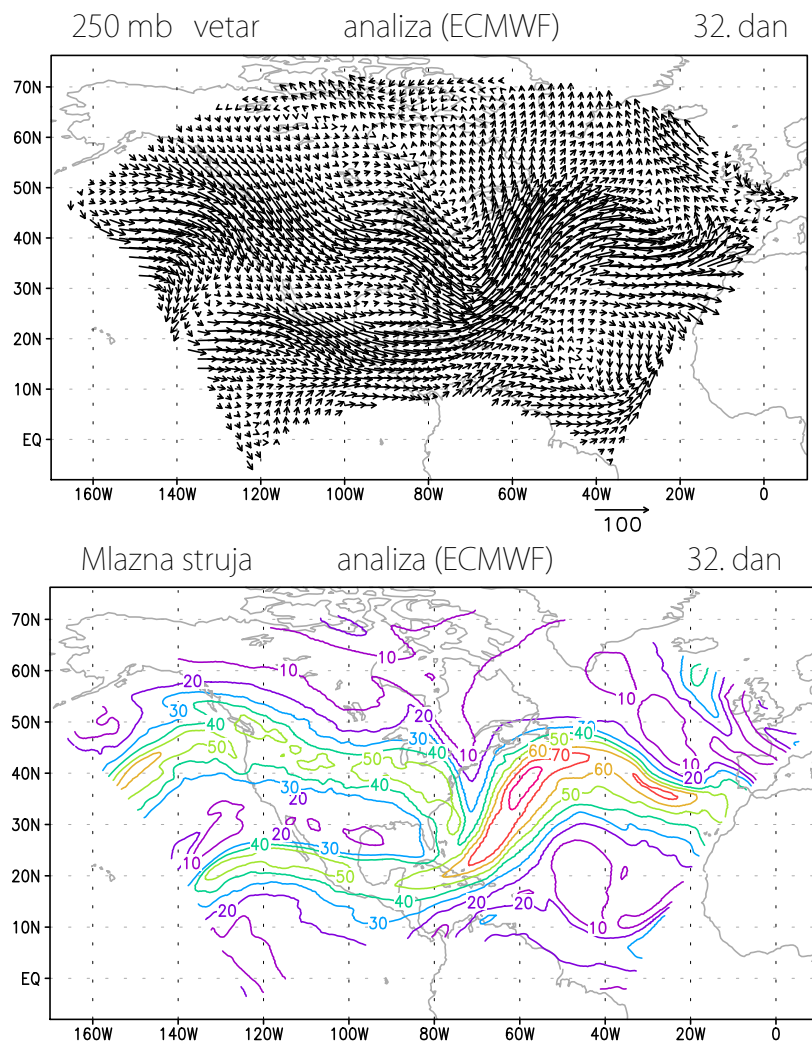 250 mb vetar analiza (ECMWF) 32. dan
70N
60N
50N
40N
30N
20N
10N
EQ
160W 140W 120W 100W 80W 60W 40W 20W 0
100
Mlazna struja analiza (ECMWF) 32. dan
70N
60N
50N
40N
30N
20N
10N
EQ
10 10
20 10
30 20 30 30
40 40 50
50 50 60 70 10
40 60 20
30 20 50
40 30
10 50
20 40 20 20
30 10
160W 140W 120W 100W 80W 60W 40W 20W 0